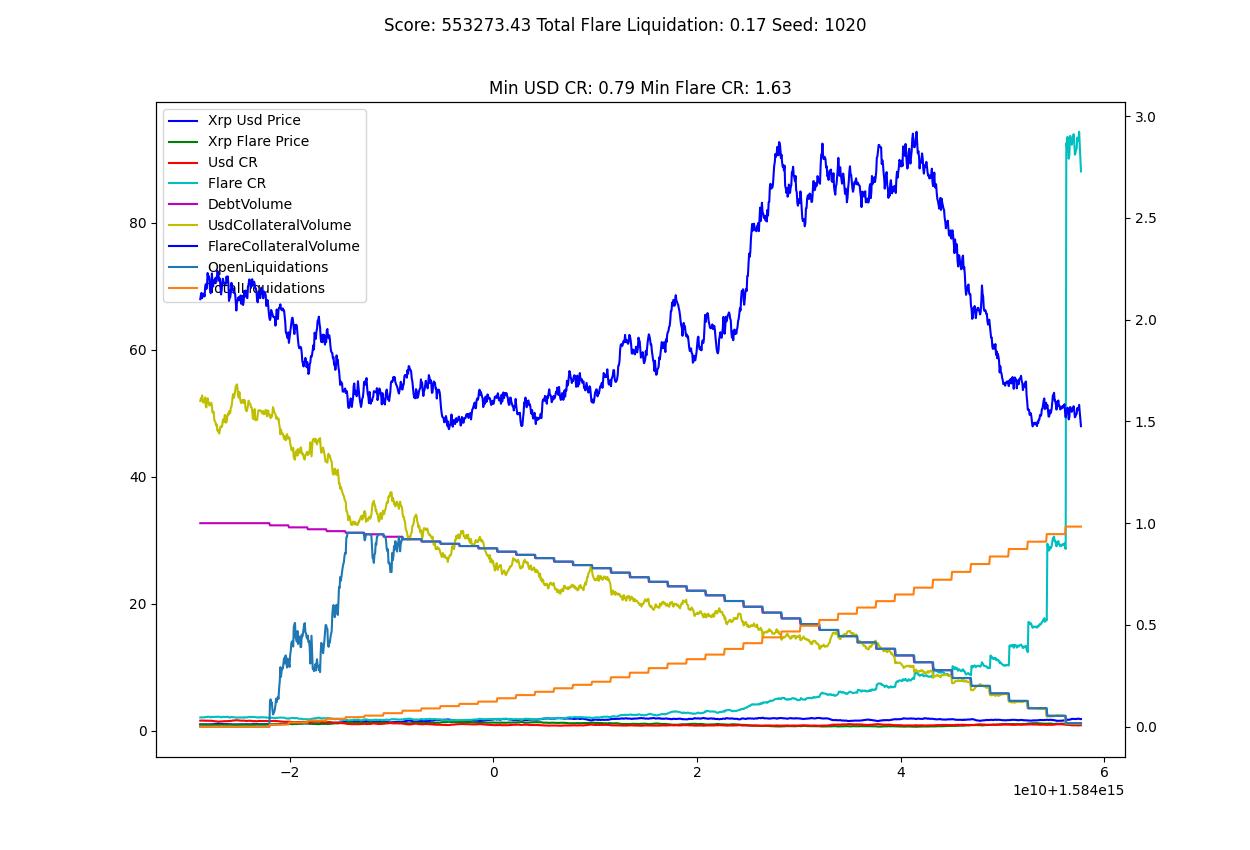 Score: 553273.43 Total Flare Liquidation: 0.17 Seed: 1020
Min USD CR: 0.79 Min Flare CR: 1.63
Xrp Usd Price
Xrp Flare Price
Usd CR
Flare CR
DebtVolume
UsdCollateralVolume
FlareCollateralVolume
OpenLiquidations
TotalLiquidations
80
60
40
20
0
3.0
2.5
2.0
1.5
1.0
0.5
0.0
−2 0 2 4 6
1e10+1.584e15